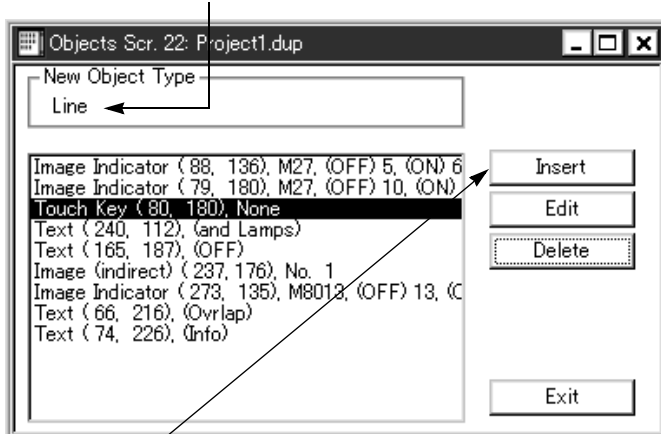 Objects Scr. 22: Project1.dup
New Object Type
Line
Image Indicator ( 88, 136), M27, (OFF) 5, (ON) 6
Image Indicator ( 79, 180), M27, (OFF) 10, (ON)
Touch Key ( 80, 180), None
Text ( 240, 112), (and Lamps)
Text ( 165, 187), (OFF)
Image (indirect) ( 237, 176), No. 1
Image Indicator ( 273, 135), M8013, (OFF) 13, (O
Text ( 66, 216), (Ovrlap)
Text ( 74, 226), (Info)
Insert
Edit
Delete
Exit